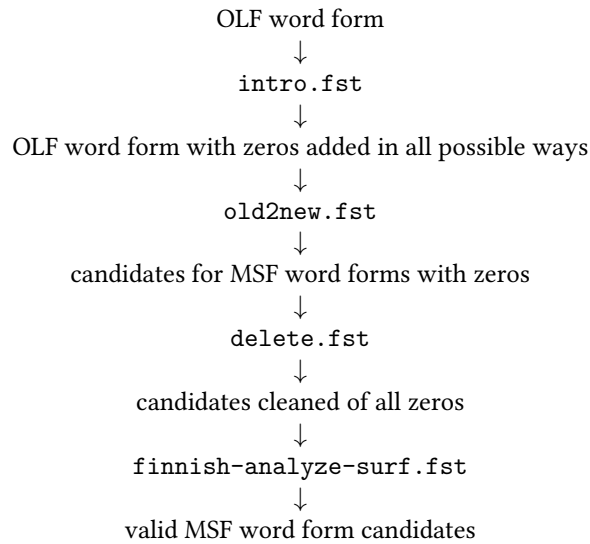 OLF word form
↓
intro.fst
↓
OLF word form with zeros added in all possible ways
↓
old2new.fst
↓
candidates for MSF word forms with zeros
↓
delete.fst
↓
candidates cleaned of all zeros
↓
finnish-analyze-surf.fst
↓
valid MSF word form candidates